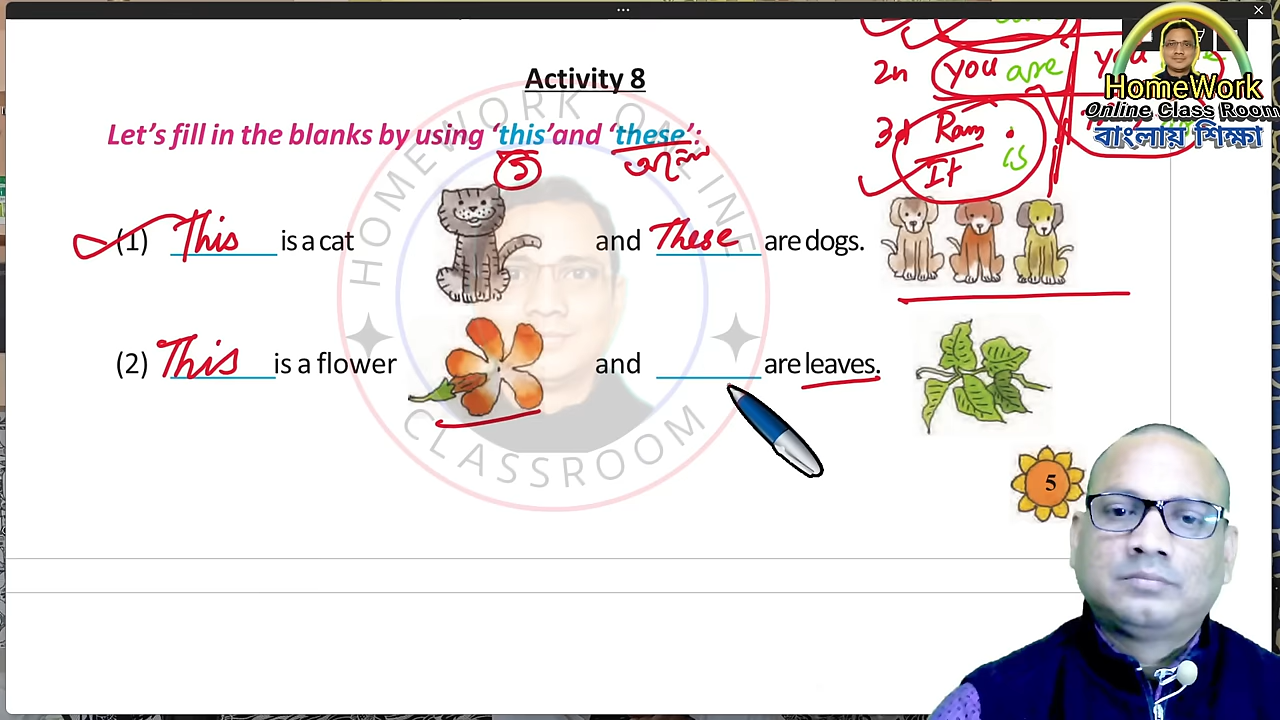 Activity 8
Let's fill in the blanks by using 'this'and 'these':
(1) This is a cat and These are dogs.
(2) This is a flower and are leaves.
2n you are you
3rd Ram is
It
HomeWork
Online Class Room
বাংলায় শিক্ষা
HOMEWORK ONLINE
CLASSROOM
5